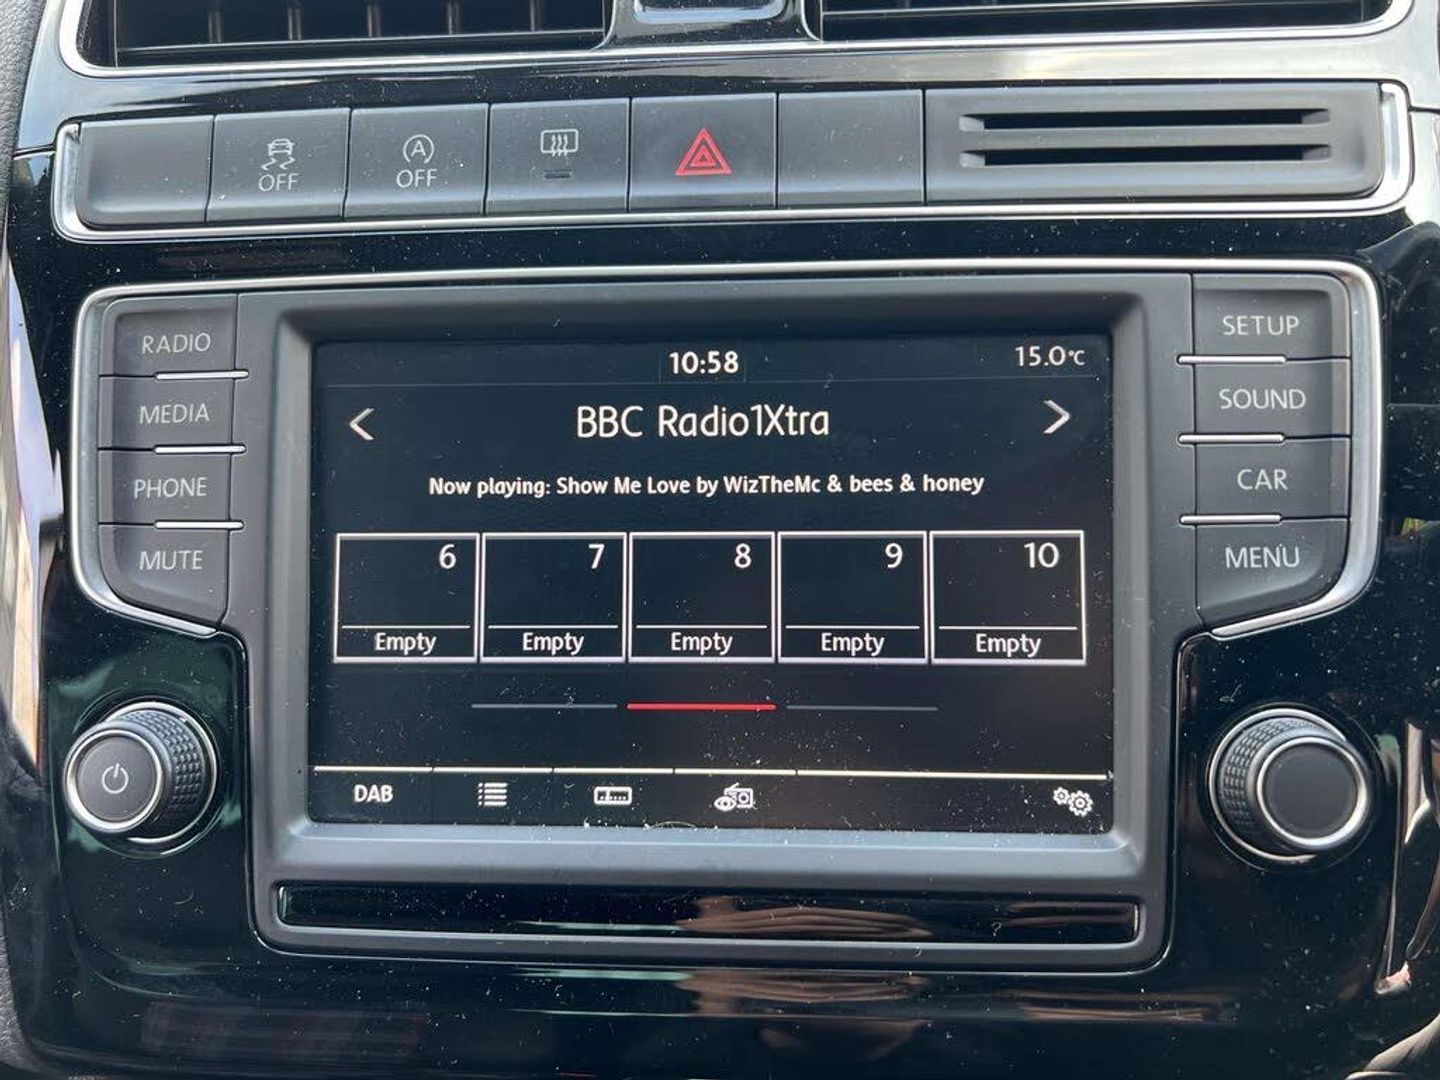 OFF
A
OFF
RADIO
MEDIA
PHONE
MUTE
10:58
15.0°C
BBC Radio1Xtra
Now playing: Show Me Love by WizTheMc & bees & honey
6 7 8 9 10
Empty Empty Empty Empty Empty
DAB
SETUP
SOUND
CAR
MENU